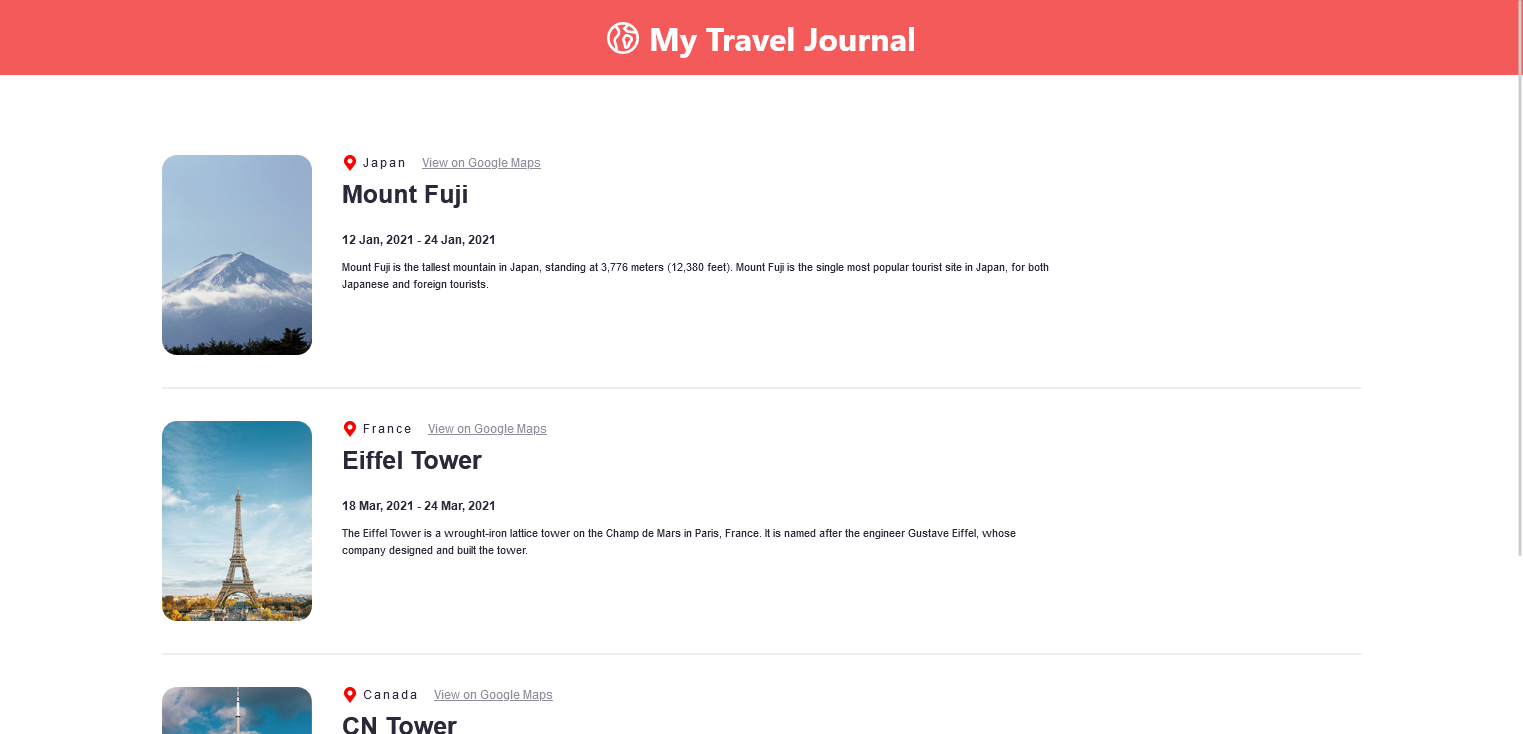 My Travel Journal
Japan View on Google Maps
Mount Fuji
12 Jan, 2021 - 24 Jan, 2021
Mount Fuji is the tallest mountain in Japan, standing at 3,776 meters (12,380 feet). Mount Fuji is the single most popular tourist site in Japan, for both
Japanese and foreign tourists.
France View on Google Maps
Eiffel Tower
18 Mar, 2021 - 24 Mar, 2021
The Eiffel Tower is a wrought-iron lattice tower on the Champ de Mars in Paris, France. It is named after the engineer Gustave Eiffel, whose
company designed and built the tower.
Canada View on Google Maps
CN Tower